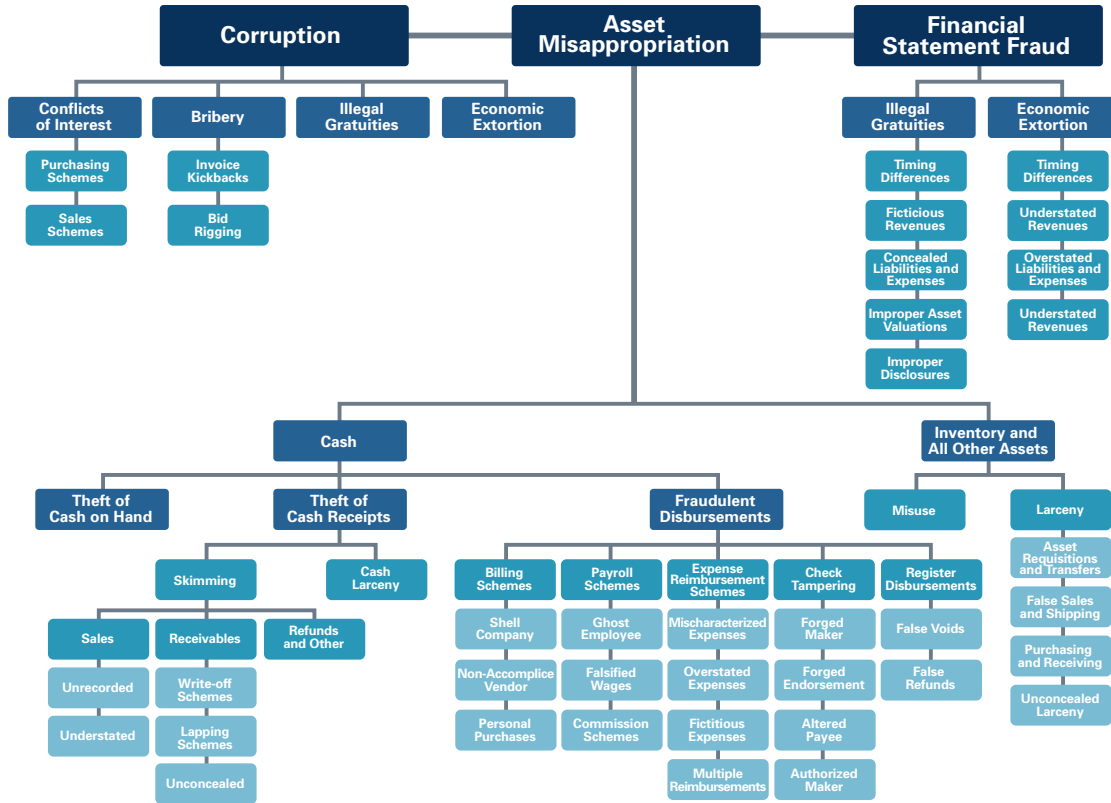 Corruption
Asset
Misappropriation
Financial
Statement Fraud
Conflicts
of Interest
Bribery
Illegal
Gratuities
Economic
Extortion
Illegal
Gratuities
Economic
Extortion
Purchasing
Schemes
Invoice
Kickbacks
Timing
Differences
Timing
Differences
Sales
Schemes
Bid
Rigging
Ficticious
Revenues
Understated
Revenues
Concealed
Liabilities and
Expenses
Overstated
Liabilities and
Expenses
Improper Asset
Valuations
Understated
Revenues
Improper
Disclosures
Cash
Inventory and
All Other Assets
Theft of
Cash on Hand
Theft of
Cash Receipts
Fraudulent
Disbursements
Misuse
Larceny
Skimming
Cash
Larceny
Billing
Schemes
Payroll
Schemes
Expense
Reimbursement
Schemes
Check
Tampering
Register
Disbursements
Asset
Requisitions
and Transfers
Sales
Receivables
Refunds
and Other
Shell
Company
Ghost
Employee
Mischaracterized
Expenses
Forged
Maker
False Voids
False Sales
and Shipping
Unrecorded
Write-off
Schemes
Non-Accomplice
Vendor
Falsified
Wages
Overstated
Expenses
Forged
Endorsement
False
Refunds
Purchasing
and Receiving
Understated
Lapping
Schemes
Personal
Purchases
Commission
Schemes
Fictitious
Expenses
Altered
Payee
Unconcealed
Larceny
Unconcealed
Multiple
Reimbursements
Authorized
Maker